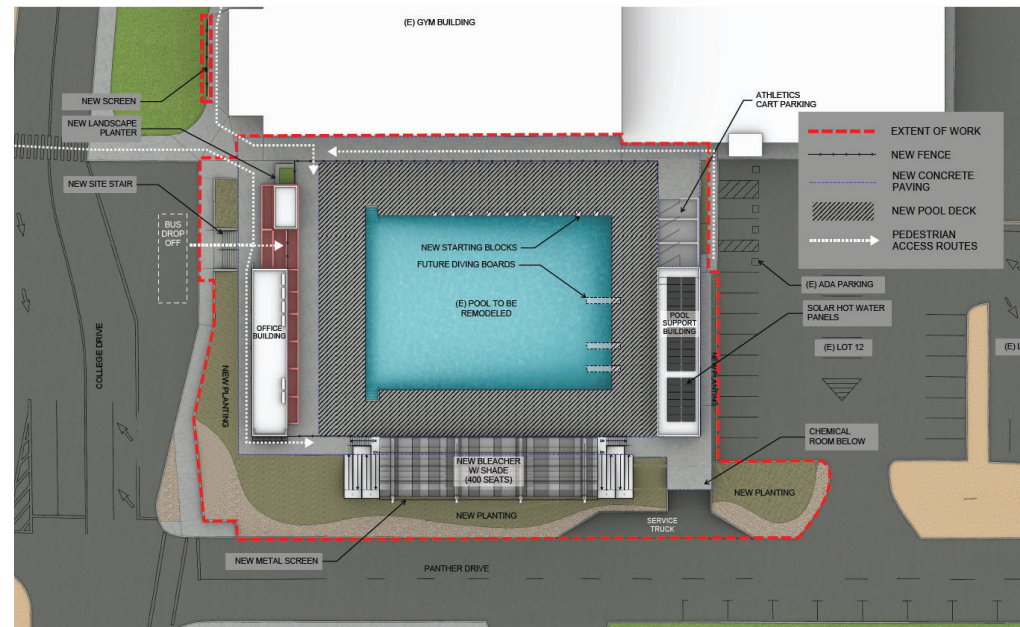 (E) GYM BUILDING
NEW SCREEN
NEW LANDSCAPE
PLANTER
NEW SITE STAIR
BUS
DROP
OFF
COLLEGE DRIVE
NEW PLANTING
OFFICE
BUILDING
NEW STARTING BLOCKS
FUTURE DIVING BOARDS
(E) POOL TO BE
REMODELED
POOL
SUPPORT
BUILDING
ATHLETICS
CART PARKING
EXTENT OF WORK
NEW FENCE
NEW CONCRETE
PAVING
NEW POOL DECK
PEDESTRIAN
ACCESS ROUTES
(E) ADA PARKING
SOLAR HOT WATER
PANELS
(E) LOT 12
(E) L
NEW PLANTING
CHEMICAL
ROOM BELOW
NEW BLEACHER
W/ SHADE
(400 SEATS)
NEW PLANTING
NEW PLANTING
SERVICE
TRUCK
NEW METAL SCREEN
PANTHER DRIVE